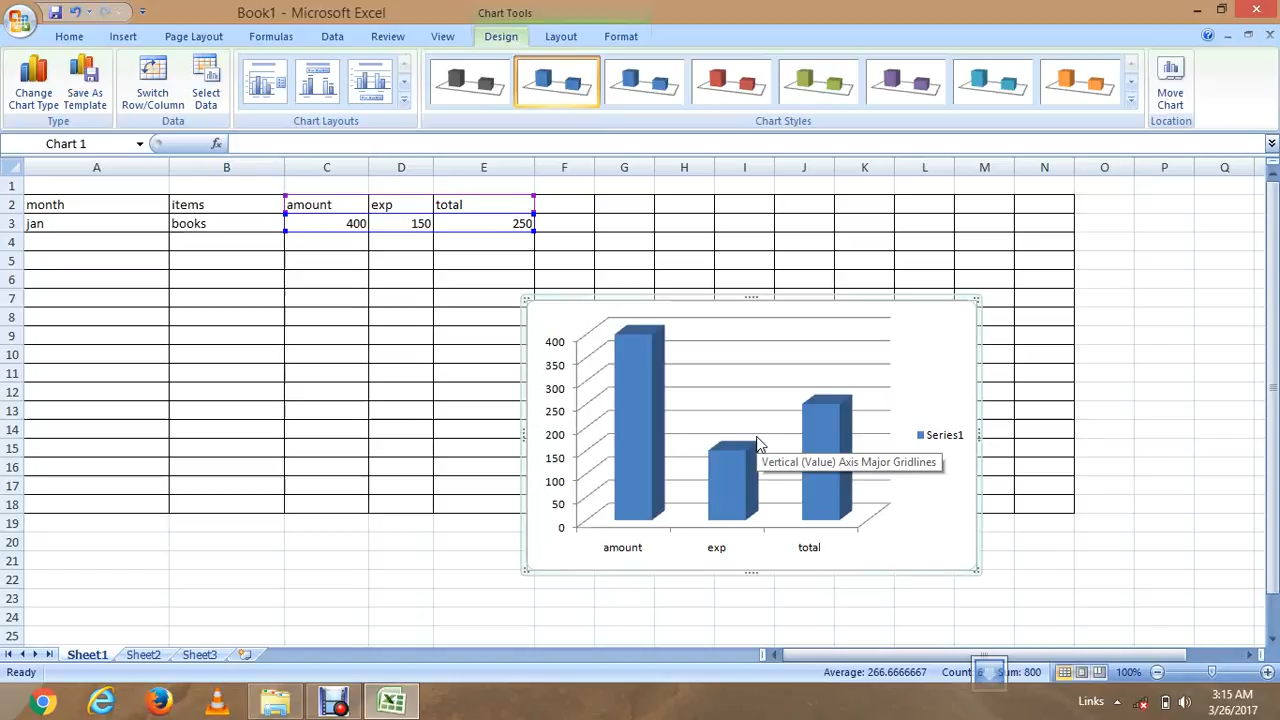 Book1 - Microsoft Excel
Chart Tools
Home Insert Page Layout Formulas Data Review View Design Layout Format
Change Chart Type
Save As Template
Switch Row/Column
Select Data
Move Chart
Type Data Chart Layouts Chart Styles Location
Chart 1 fx
A B C D E F G H I J K L M N O P Q
1
2 month items amount exp total
3 jan books 400 150 250
4
5
6
7
8
9
10
11
12
13
14
15
16
17
18
19
20
21
22
23
24
25
400
350
300
250
200
150
100
50
0
amount exp total
Series1
Vertical (Value) Axis Major Gridlines
Sheet1 Sheet2 Sheet3
Ready Average: 266.6666667 Count: Sum: 800 100%
Links 3:15 AM
3/26/2017